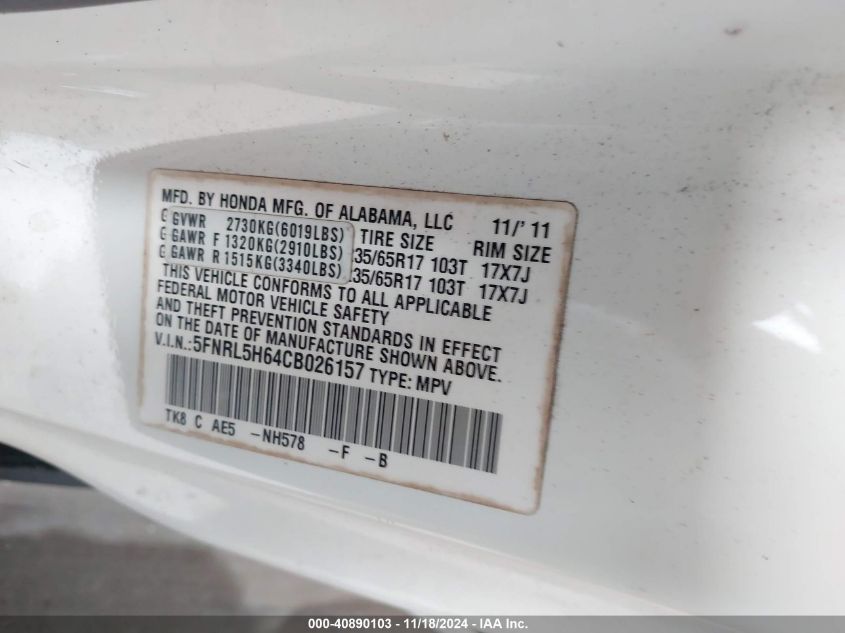 MFD. BY HONDA MFG. OF ALABAMA, LLC 11/'11
G GVWR 2730KG(6019LBS) TIRE SIZE RIM SIZE
G GAWR F 1320KG(2910LBS) 35/65R17 103T 17X7J
G GAWR R 1515KG(3340LBS) 35/65R17 103T 17X7J
THIS VEHICLE CONFORMS TO ALL APPLICABLE
FEDERAL MOTOR VEHICLE SAFETY
AND THEFT PREVENTION STANDARDS IN EFFECT
ON THE DATE OF MANUFACTURE SHOWN ABOVE.
V.I.N.:5FNRL5H64CB026157 TYPE: MPV
TK8 C AE5 -NH578 -F -B
000-40890103 - 11/18/2024 - IAA Inc.